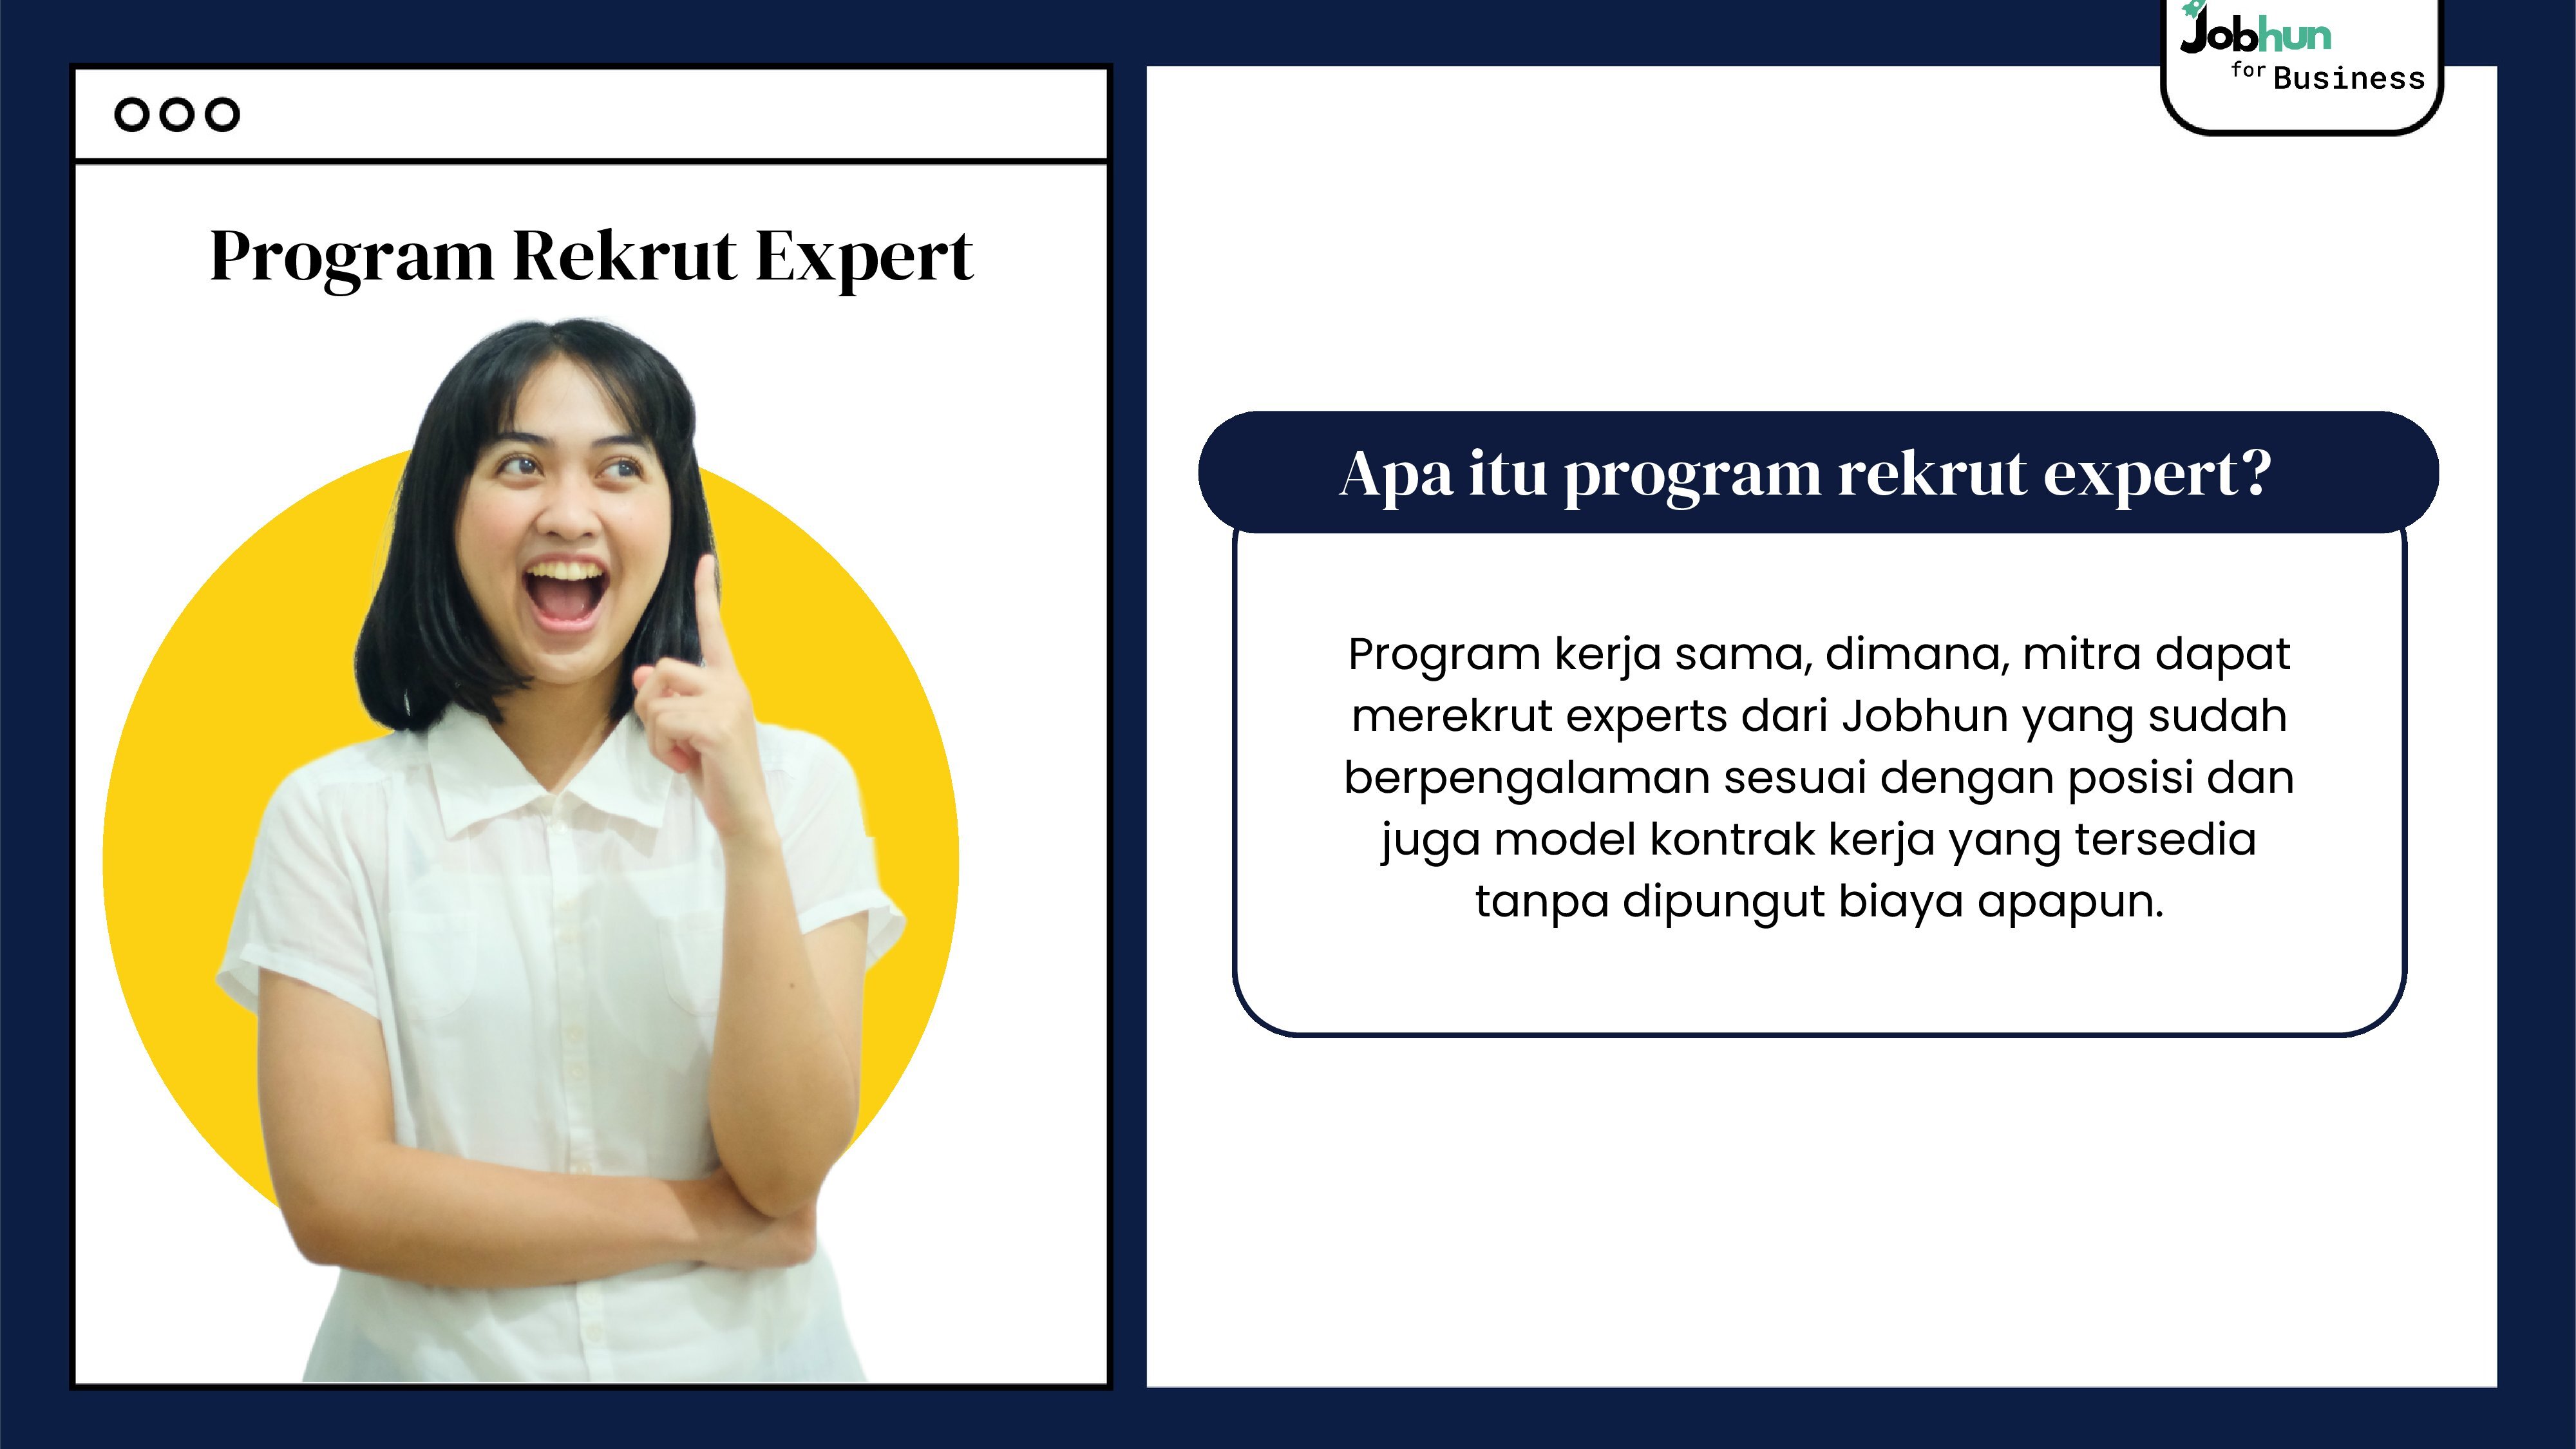 Jobhun
for Business
Program Rekrut Expert
Apa itu program rekrut expert?
Program kerja sama, dimana, mitra dapat
merekrut experts dari Jobhun yang sudah
berpengalaman sesuai dengan posisi dan
juga model kontrak kerja yang tersedia
tanpa dipungut biaya apapun.